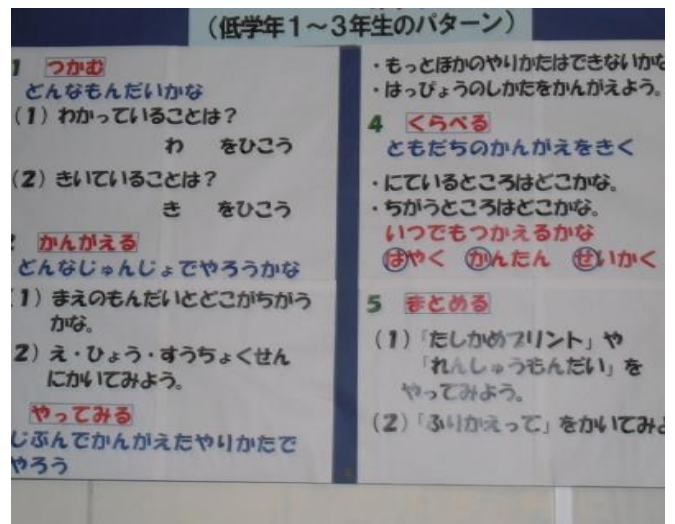 (低学年1〜3年生のパターン)
1 つかむ
どんなもんだいかな
(1) わかっていることは?
わ をひこう
(2) きいていることは?
き をひこう
かんがえる
どんなじゅんじょでやろうかな
1) まえのもんだいとどこがちがう
かな。
2) え・ひょう・すうちょくせん
にかいてみよう。
やってみる
じぶんでかんがえたやりかたで
やろう
・もっとほかのやりかたはできないかな
・はっぴょうのしかたをかんがえよう。
4 くらべる
ともだちのかんがえをきく
・にているところはどこかな。
・ちがうところはどこかな。
いつでもつかえるかな
はやく かんたん せいかく
5 まとめる
(1)「たしかめプリント」や
「れんしゅうもんだい」を
やってみよう。
(2)「ふりかえって」をかいてみよ